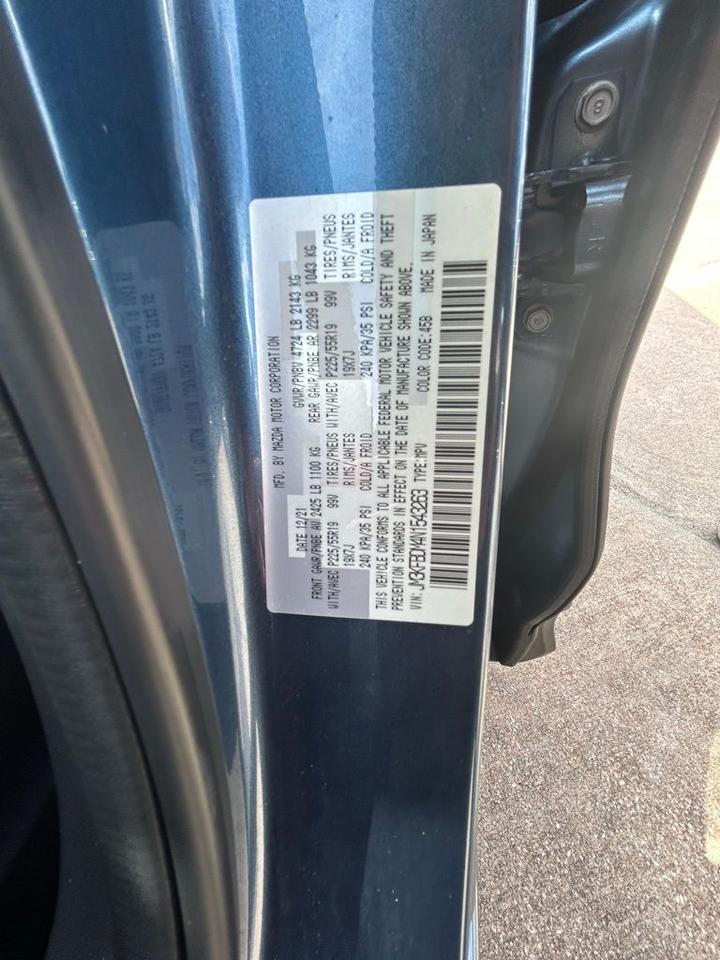 MFD. BY MAZDA MOTOR CORPORATION
DATE 12/21 GVWR/PNBV 4724 LB 2143 KG
FRONT GAWR/PNBE AV 2425 LB 1100 KG REAR GAWR/PNBE AR 2299 LB 1043 KG
WITH/AVEC P225/55R19 99V TIRES/PNEUS WITH/AVEC P225/55R19 99V TIRES/PNEUS
19X7J RIMS/JANTES 19X7J RIMS/JANTES
240 KPA/35 PSI COLD/A FROID 240 KPA/35 PSI COLD/A FROID
THIS VEHICLE CONFORMS TO ALL APPLICABLE FEDERAL MOTOR VEHICLE SAFETY AND THEFT
PREVENTION STANDARDS IN EFFECT ON THE DATE OF MANUFACTURE SHOWN ABOVE.
VIN: JM3KFBDY4N1543263 TYPE:MPV COLOR CODE:45B MADE IN JAPAN
8
8